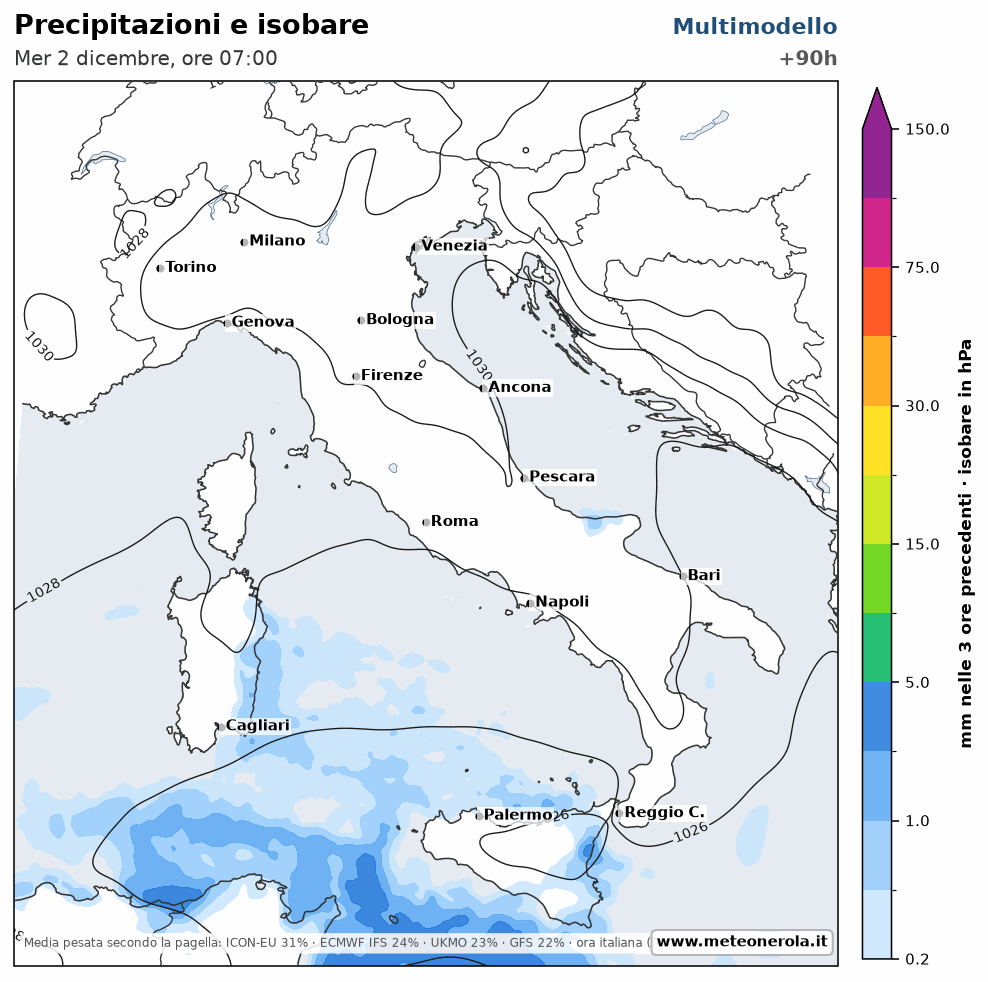 Precipitazioni e isobare
Multimodello
Mer 2 dicembre, ore 07:00
+90h
150.0
75.0
30.0
15.0
5.0
1.0
0.2
mm nelle 3 ore precedenti · isobare in hPa
1028
Milano
Venezia
Torino
Genova
Bologna
1030
1030
Firenze
Ancona
Pescara
Roma
Bari
1028
Napoli
Cagliari
Palermo
26
Reggio C.
1026
Media pesata secondo la pagella: ICON-EU 31% · ECMWF IFS 24% · UKMO 23% · GFS 22% · ora italiana (
www.meteonerola.it